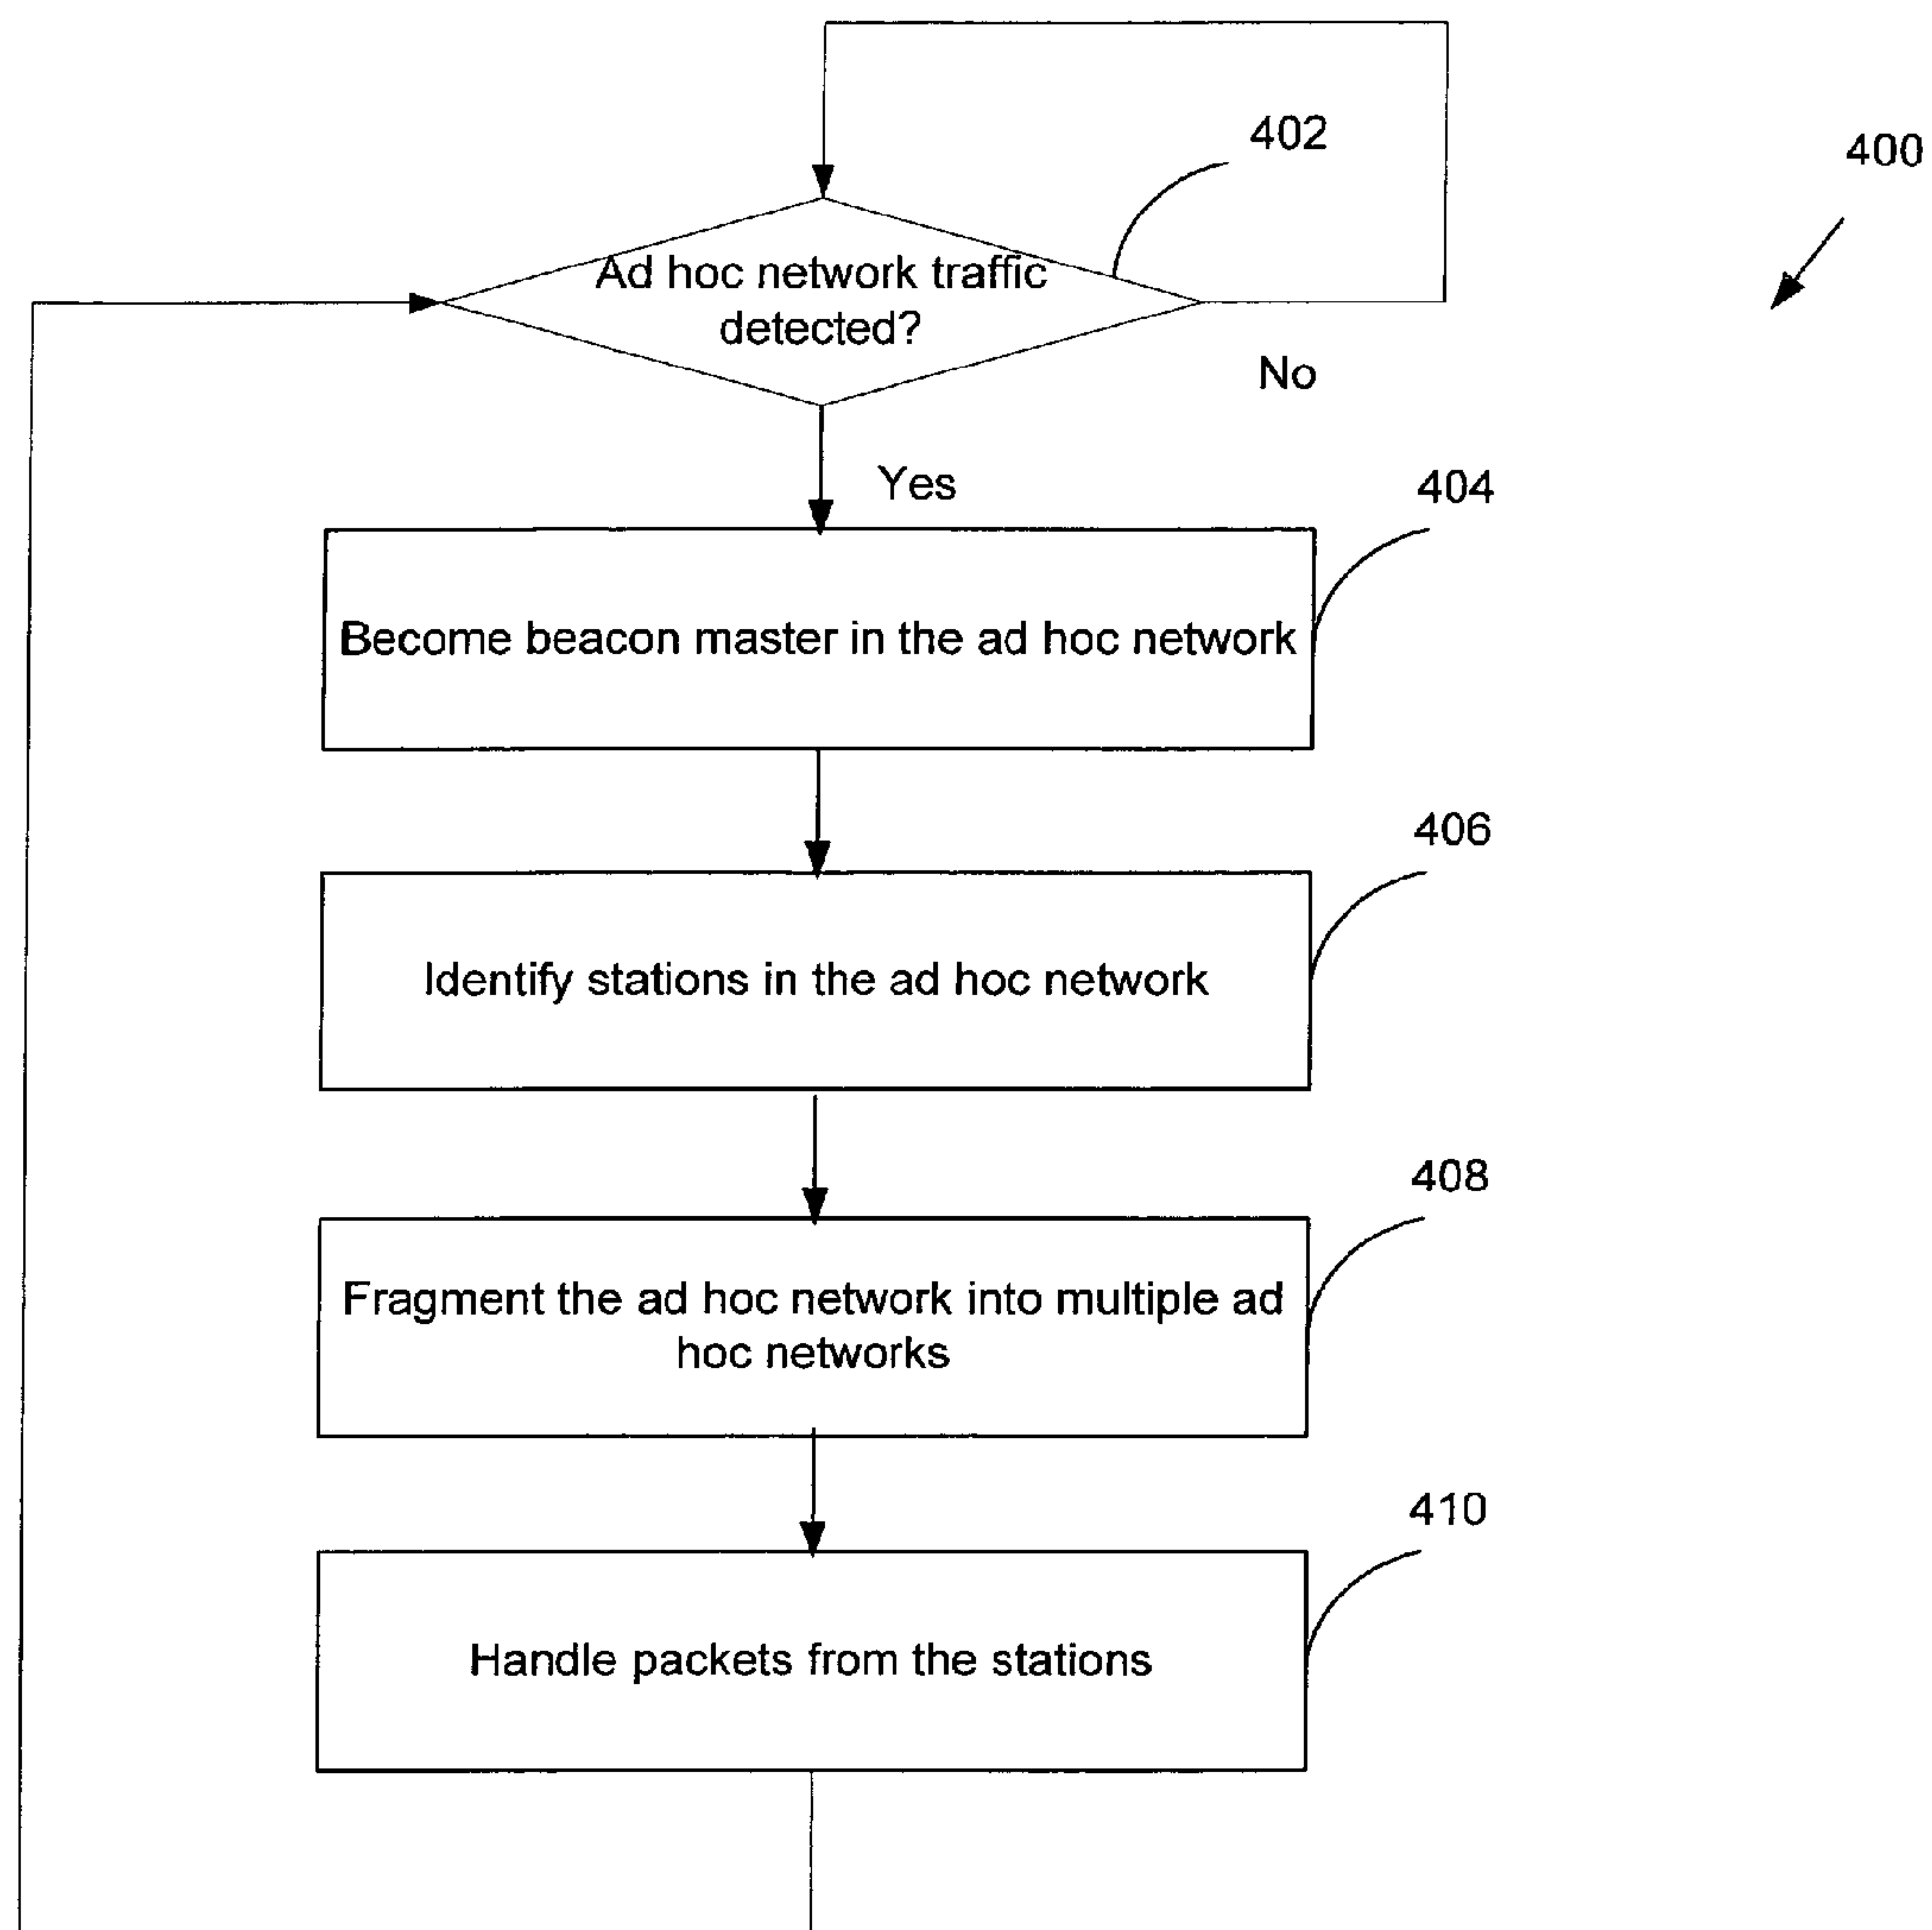 402
400
Ad hoc network traffic
detected?
No
Yes
404
Become beacon master in the ad hoc network
406
Identify stations in the ad hoc network
408
Fragment the ad hoc network into multiple ad
hoc networks
410
Handle packets from the stations